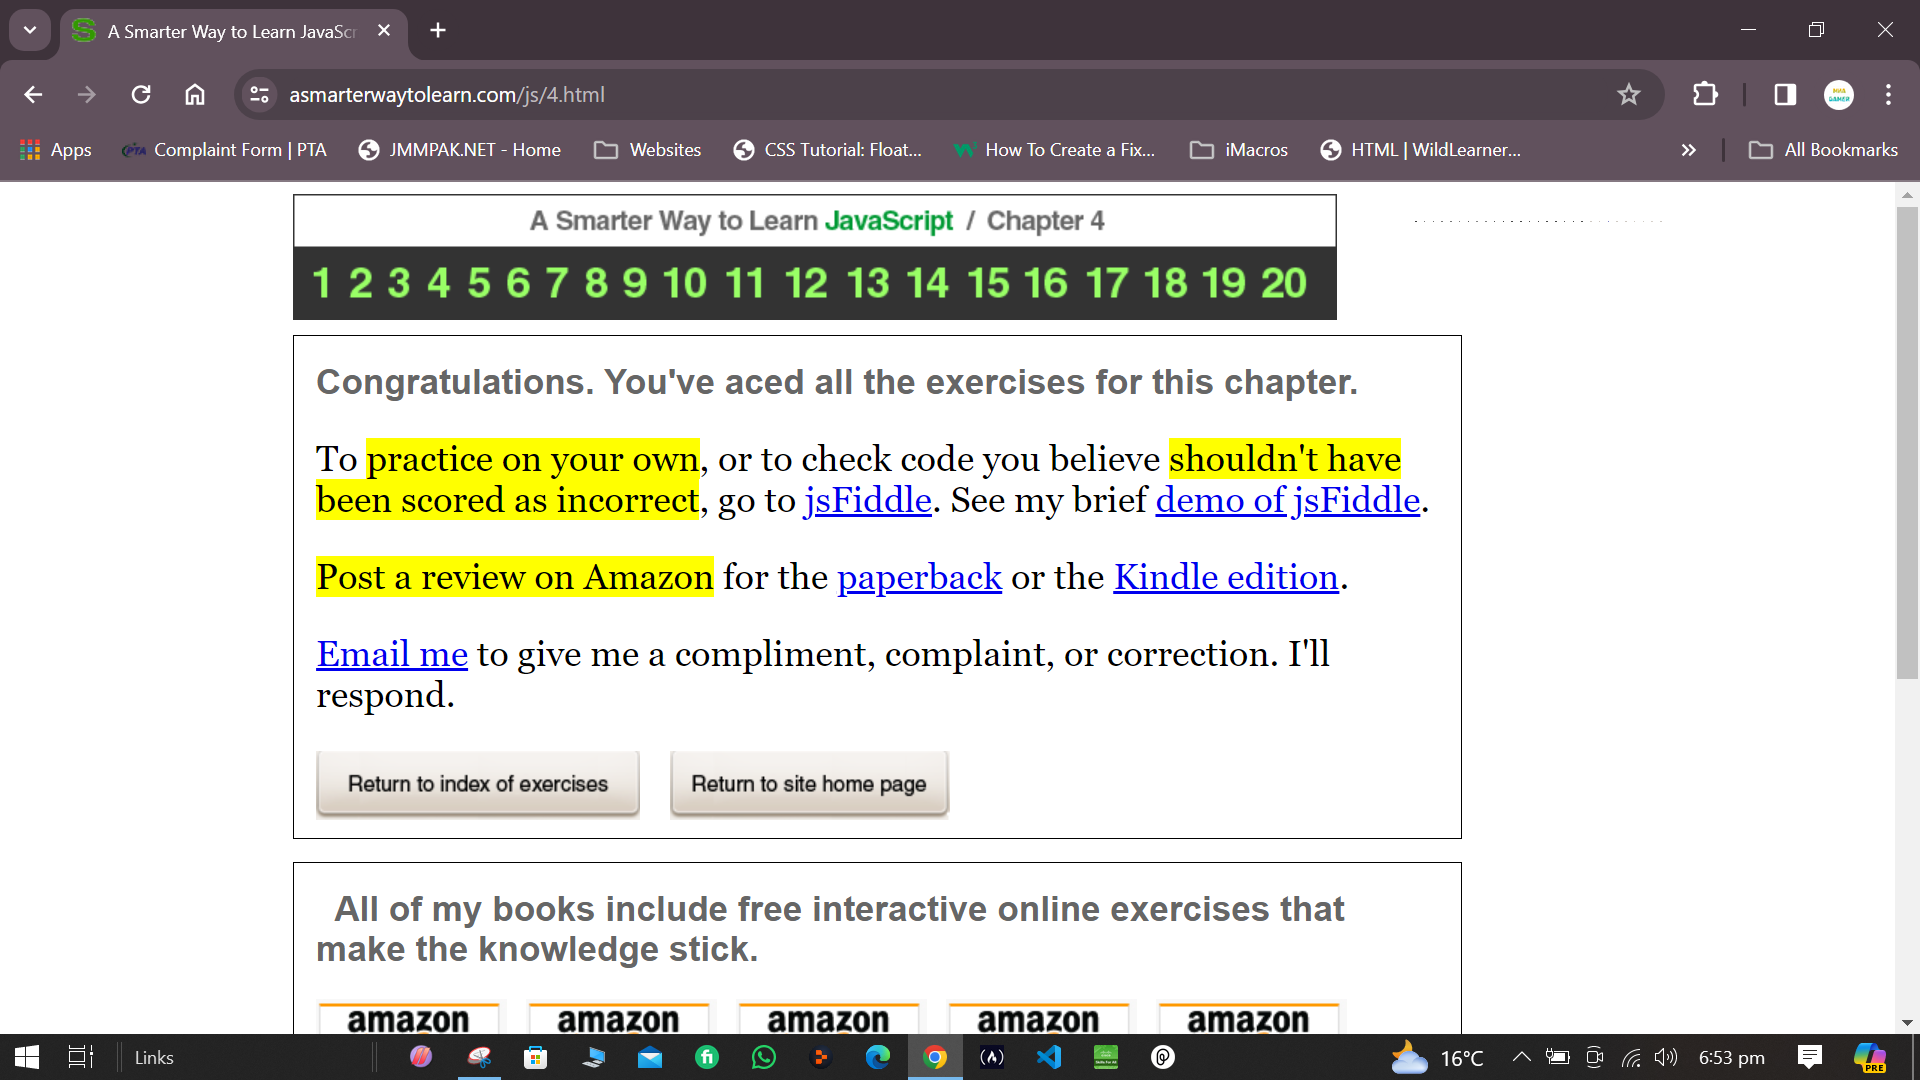 A Smarter Way to Learn JavaScr
asmarterwaytolearn.com/js/4.html
Apps PTA Complaint Form | PTA JMMPAK.NET - Home Websites CSS Tutorial: Float... How To Create a Fix... iMacros HTML | WildLearner... » All Bookmarks
A Smarter Way to Learn JavaScript / Chapter 4
1 2 3 4 5 6 7 8 9 10 11 12 13 14 15 16 17 18 19 20
Congratulations. You've aced all the exercises for this chapter.
To practice on your own, or to check code you believe shouldn't have
been scored as incorrect, go to jsFiddle. See my brief demo of jsFiddle.
Post a review on Amazon for the paperback or the Kindle edition.
Email me to give me a compliment, complaint, or correction. I'll
respond.
Return to index of exercises Return to site home page
All of my books include free interactive online exercises that
make the knowledge stick.
amazon amazon amazon amazon amazon
Links 16°C 6:53 pm PRE